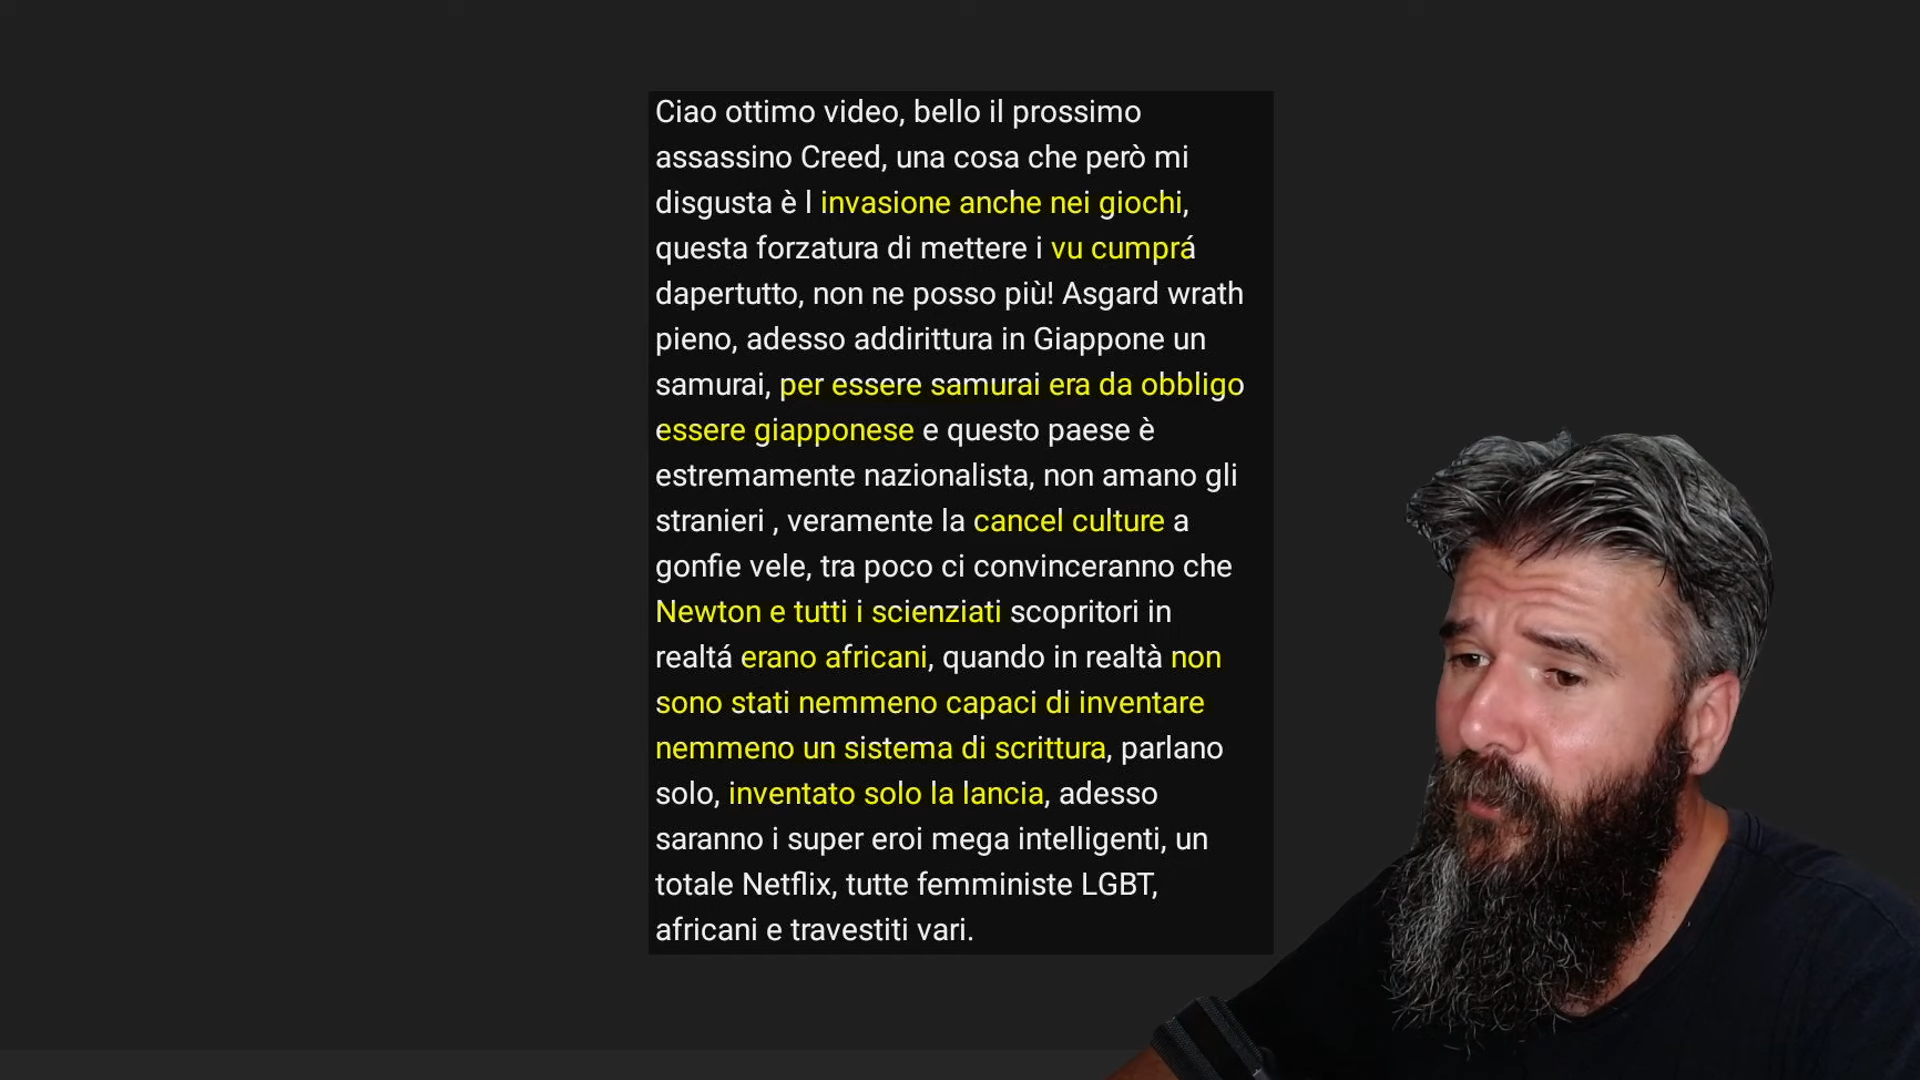 Ciao ottimo video, bello il prossimo
assassino Creed, una cosa che però mi
disgusta è l invasione anche nei giochi,
questa forzatura di mettere i vu cumprá
dapertutto, non ne posso più! Asgard wrath
pieno, adesso addirittura in Giappone un
samurai, per essere samurai era da obbligo
essere giapponese e questo paese è
estremamente nazionalista, non amano gli
stranieri , veramente la cancel culture a
gonfie vele, tra poco ci convinceranno che
Newton e tutti i scienziati scopritori in
realtá erano africani, quando in realtà non
sono stati nemmeno capaci di inventare
nemmeno un sistema di scrittura, parlano
solo, inventato solo la lancia, adesso
saranno i super eroi mega intelligenti, un
totale Netflix, tutte femministe LGBT,
africani e travestiti vari.